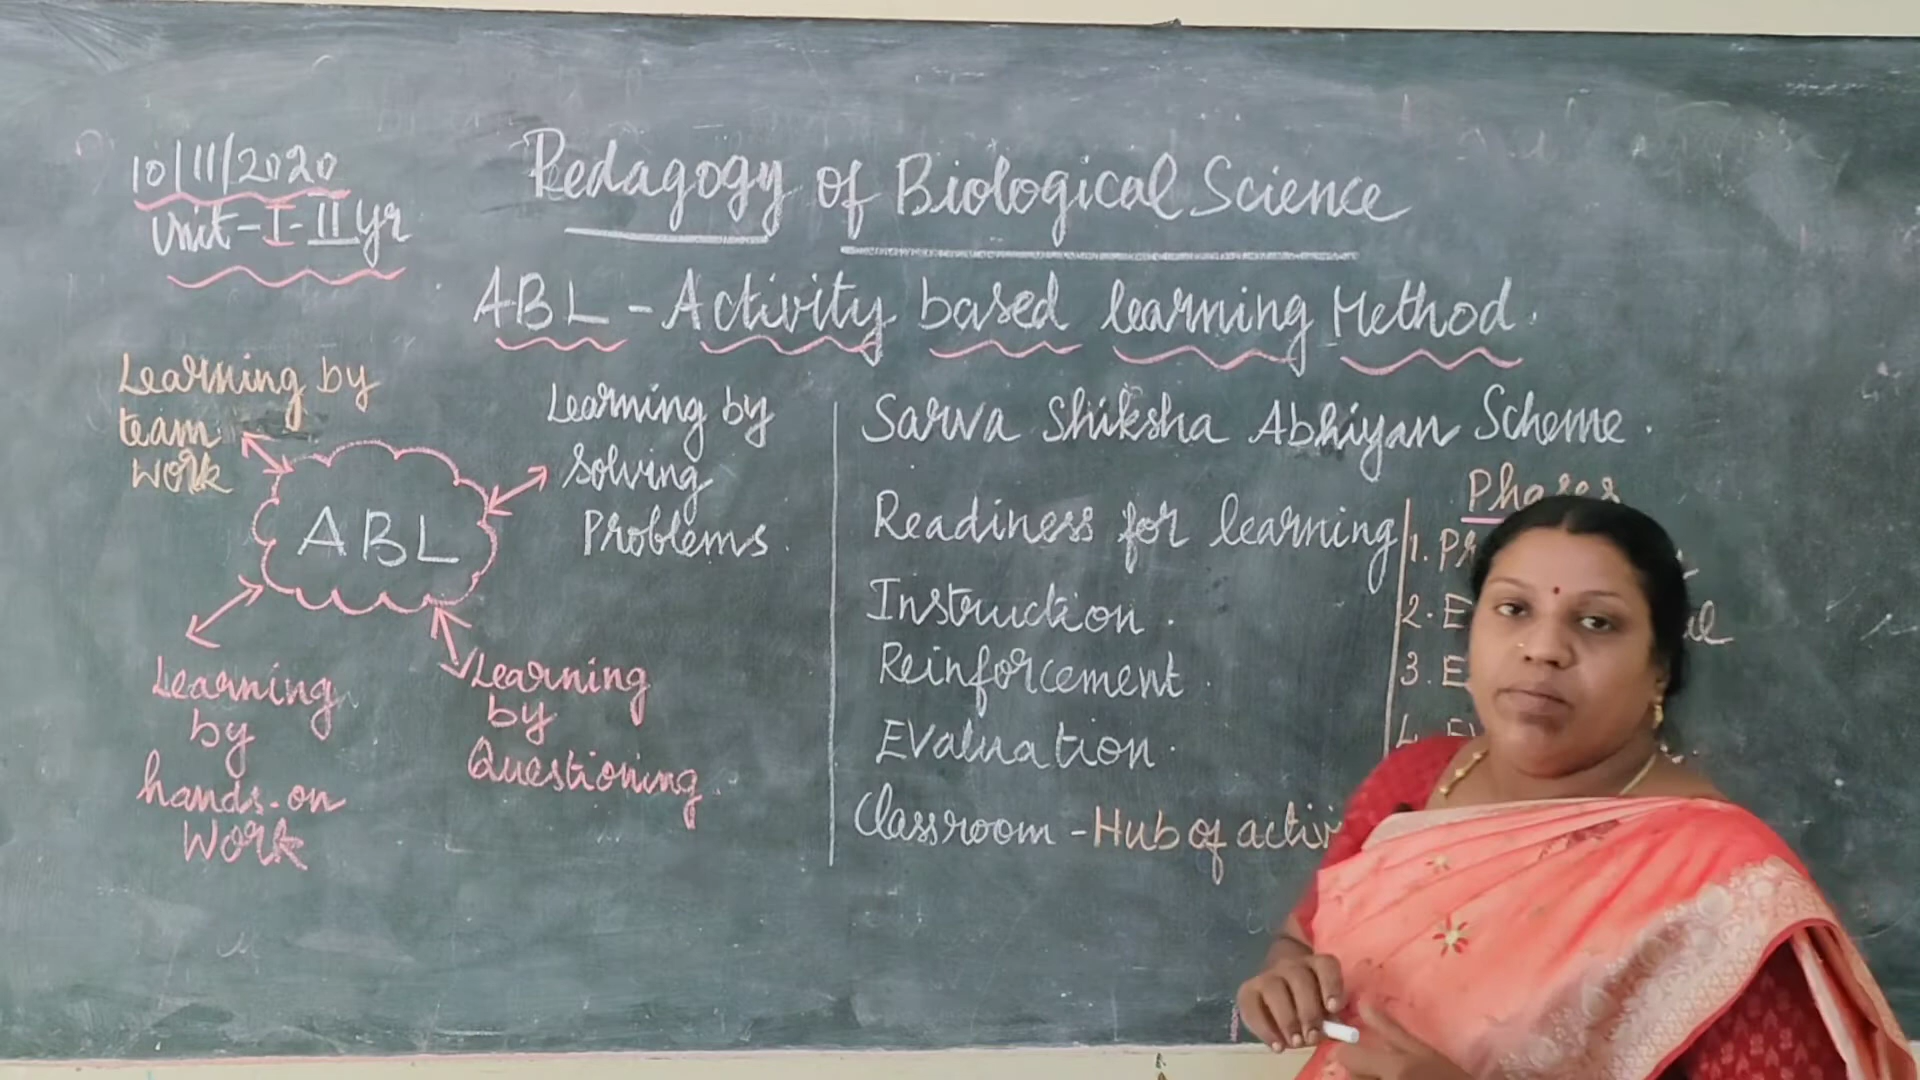 10/11/2020
Unit-I-II Yr
Pedagogy of Biological Science
ABL - Activity based learning Method.
Learning by
team
Work
Learning by
Solving
Problems.
ABL
Learning
by
hands-on
Work
Learning
by
Questioning.
Sarva Shiksha Abhiyan Scheme.
Readiness for learning
Instruction.
Reinforcement.
Evaluation.
Classroom - Hub of activ
Phases
1. Pr
2. E
3. E
4. Ev